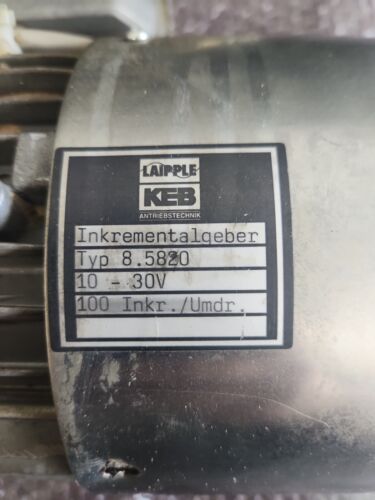 LAIPPLE
KEB
ANTRIEBSTECHNIK
Inkrementalgeber
Typ 8.5820
10 - 30V
100 Inkr./Umdr.